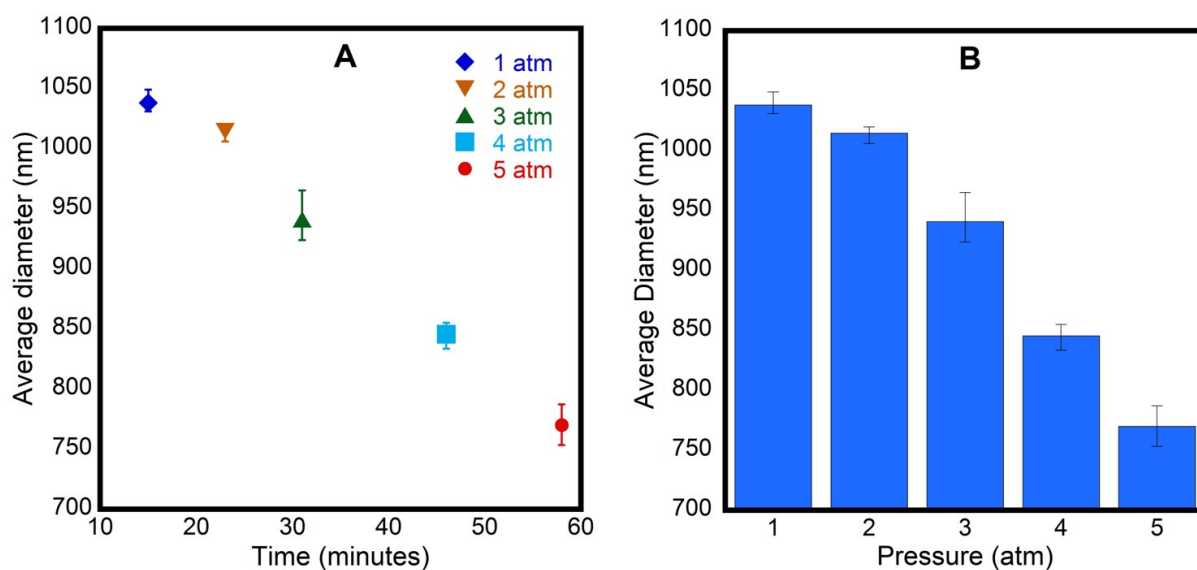 A
1 atm
2 atm
3 atm
4 atm
5 atm
1100
1050
1000
950
900
850
800
750
700
10 20 30 40 50 60
Average diameter (nm)
Time (minutes)
B
1100
1050
1000
950
900
850
800
750
700
1 2 3 4 5
Average Diameter (nm)
Pressure (atm)